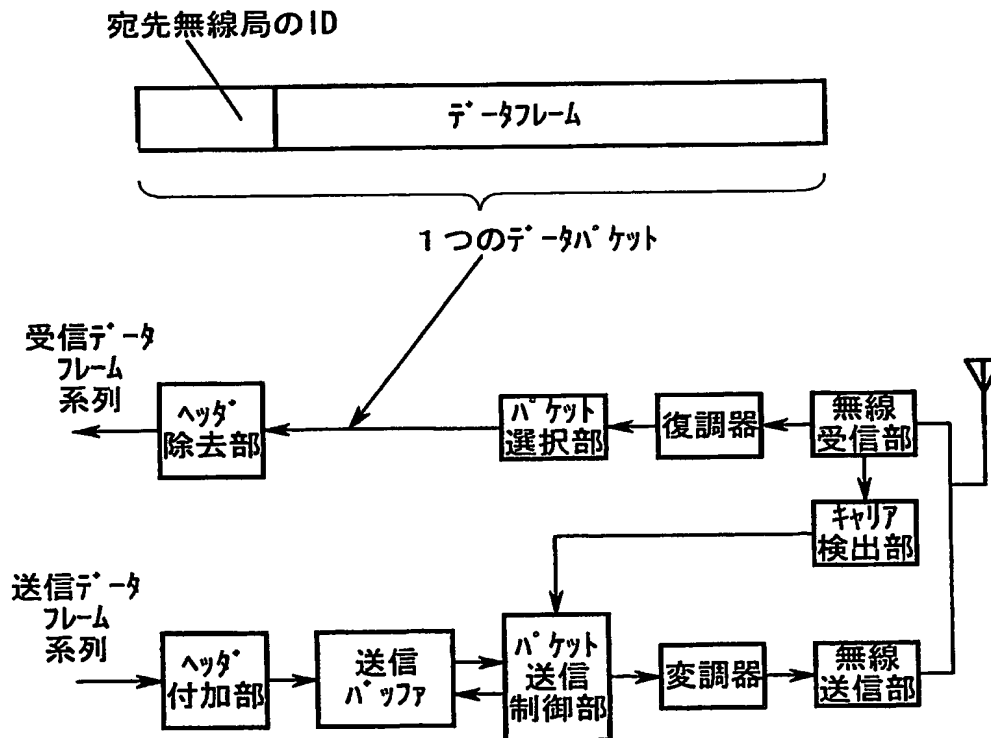 宛先無線局のID
ﾃﾞｰﾀﾌﾚｰﾑ
1つのﾃﾞｰﾀﾊﾟｹｯﾄ
受信ﾃﾞｰﾀ
ﾌﾚｰﾑ
系列
ﾍｯﾀﾞ
除去部
ﾊﾟｹｯﾄ
選択部
復調器
無線
受信部
ｷｬﾘｱ
検出部
送信ﾃﾞｰﾀ
ﾌﾚｰﾑ
系列
ﾍｯﾀﾞ
付加部
送信
ﾊﾞｯﾌｧ
ﾊﾟｹｯﾄ
送信
制御部
変調器
無線
送信部